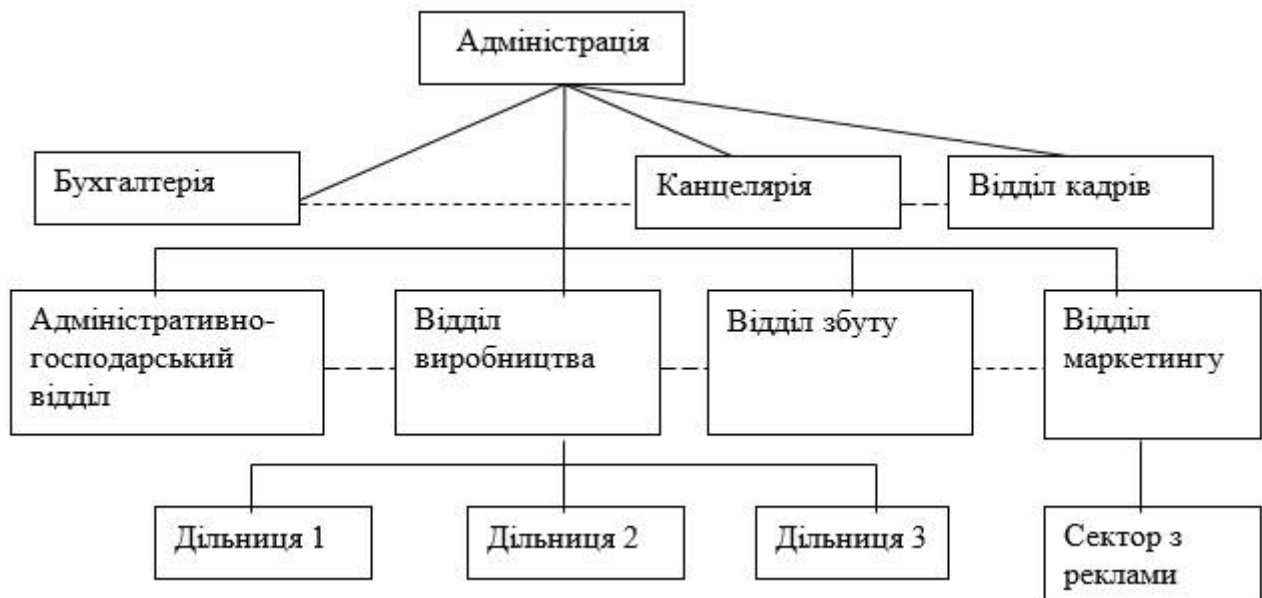 Адміністрація
Бухгалтерія
Канцелярія
Відділ кадрів
Адміністративно-
господарський
відділ
Відділ
виробництва
Відділ збуту
Відділ
маркетингу
Дільниця 1
Дільниця 2
Дільниця 3
Сектор з
реклами